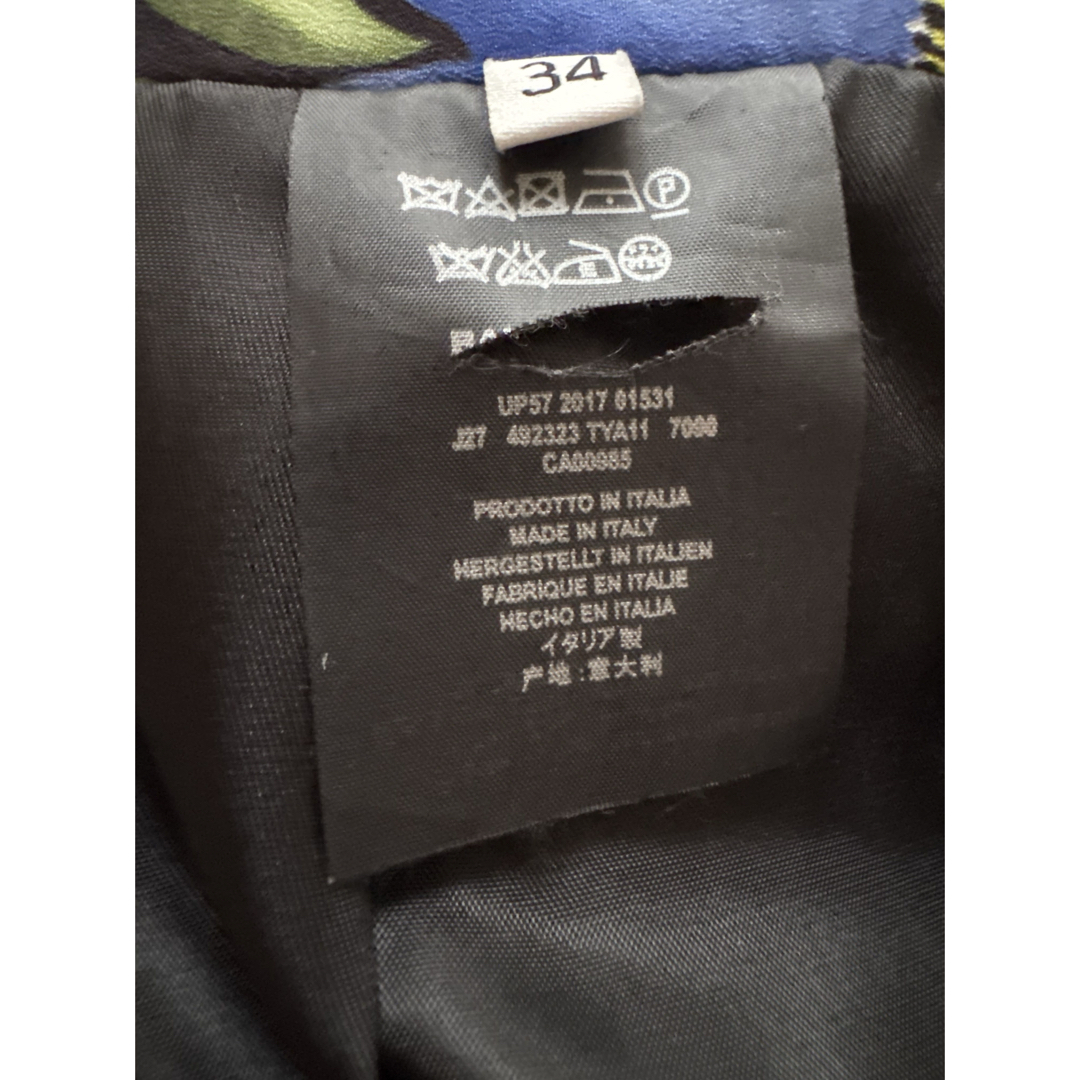 34
P
UP57 2017 01531
J27 492323 TYA11 7000
CA00985
PRODOTTO IN ITALIA
MADE IN ITALY
HERGESTELLT IN ITALIEN
FABRIQUE EN ITALIE
HECHO EN ITALIA
イタリア製
产地:意大利